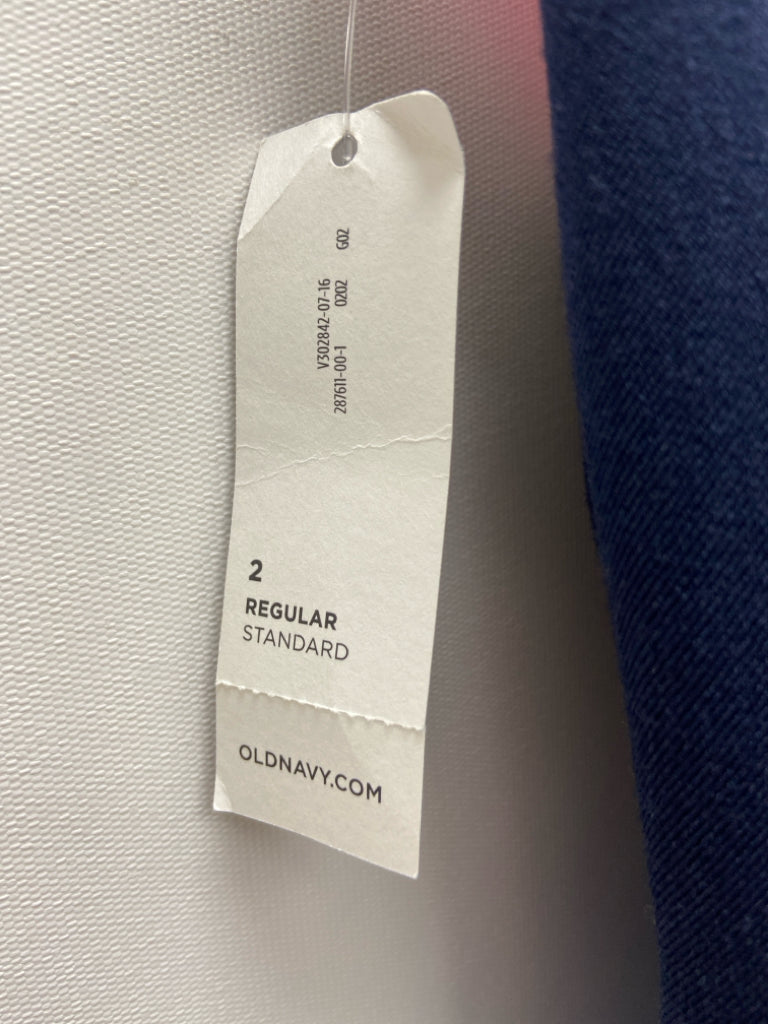 V302842-07-16
287611-00-1 0202 G02
2
REGULAR
STANDARD
OLDNAVY.COM